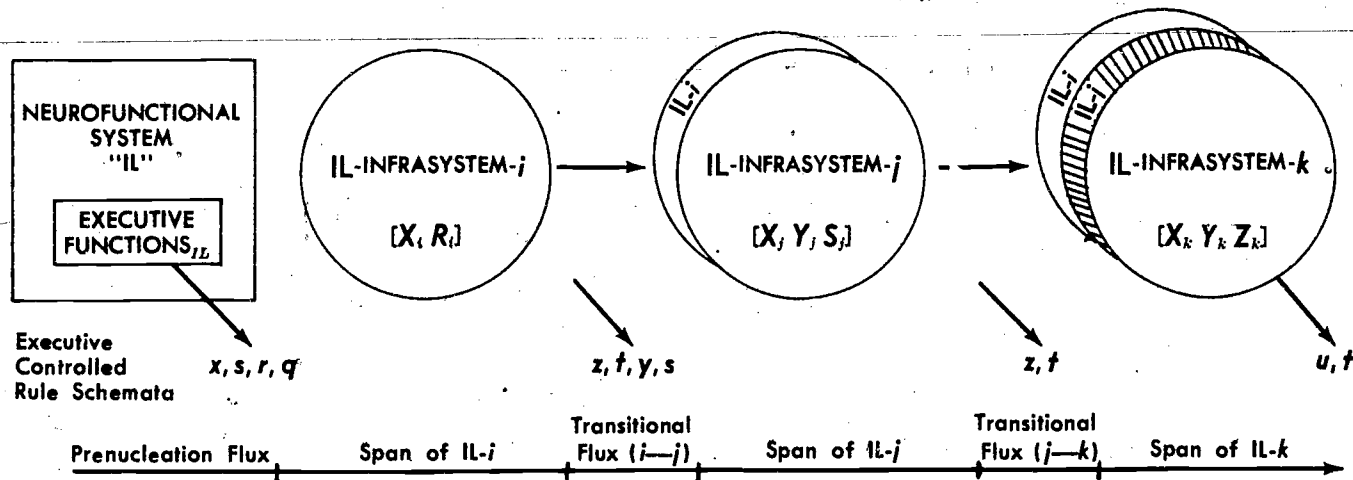 NEUROFUNCTIONAL
SYSTEM
"IL"
EXECUTIVE
FUNCTIONS_IL
IL-INFRASYSTEM-i
[X_i R_i]
IL-i
IL-INFRASYSTEM-j
[X_j Y_j S_j]
IL-i
IL-i
IL-INFRASYSTEM-k
[X_k Y_k Z_k]
Executive
Controlled
Rule Schemata
x, s, r, q
z, t, y, s
z, t
u, t
Prenucleation Flux
Span of IL-i
Transitional
Flux (i—j)
Span of IL-j
Transitional
Flux (j—k)
Span of IL-k